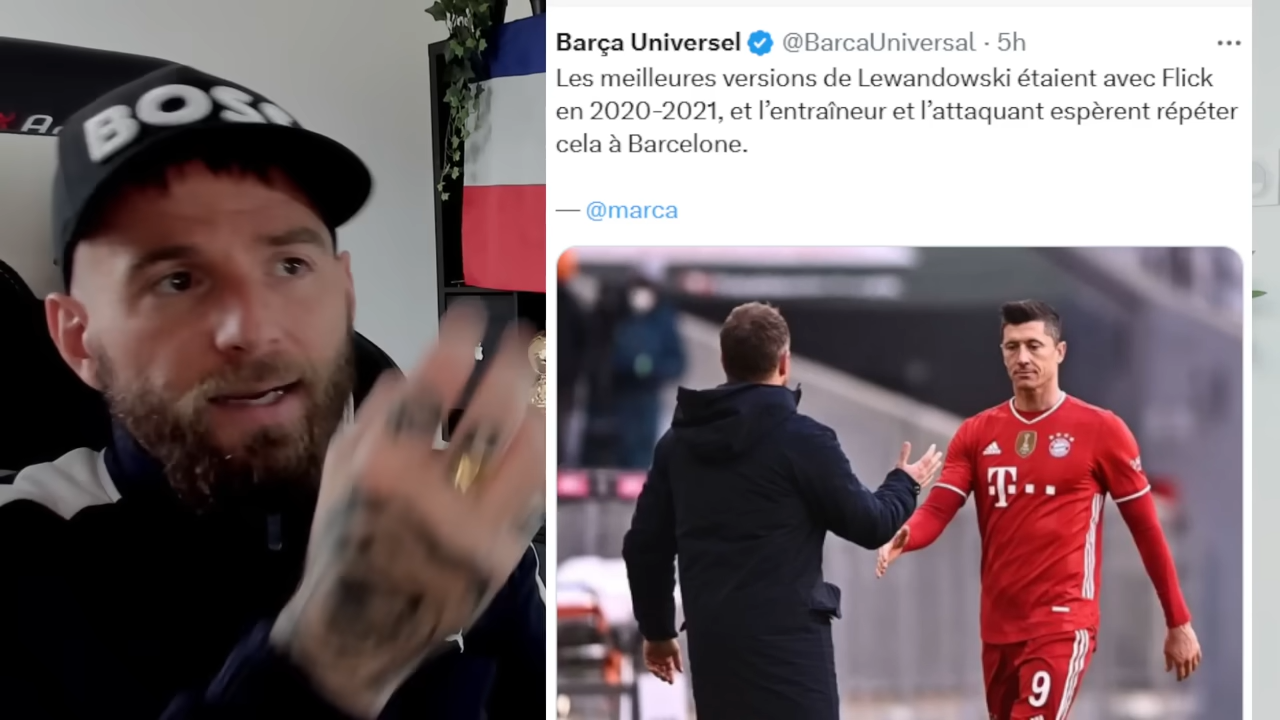 BOSS
Barça Universel @BarcaUniversal · 5h
Les meilleures versions de Lewandowski étaient avec Flick
en 2020-2021, et l’entraîneur et l’attaquant espèrent répéter
cela à Barcelone.
— @marca
T
9